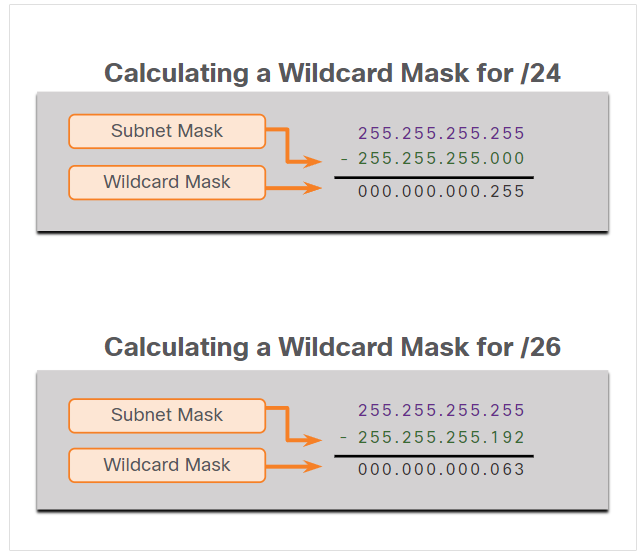 Calculating a Wildcard Mask for /24
Subnet Mask
255.255.255.255
- 255.255.255.000
Wildcard Mask
000.000.000.255
Calculating a Wildcard Mask for /26
Subnet Mask
255.255.255.255
- 255.255.255.192
Wildcard Mask
000.000.000.063